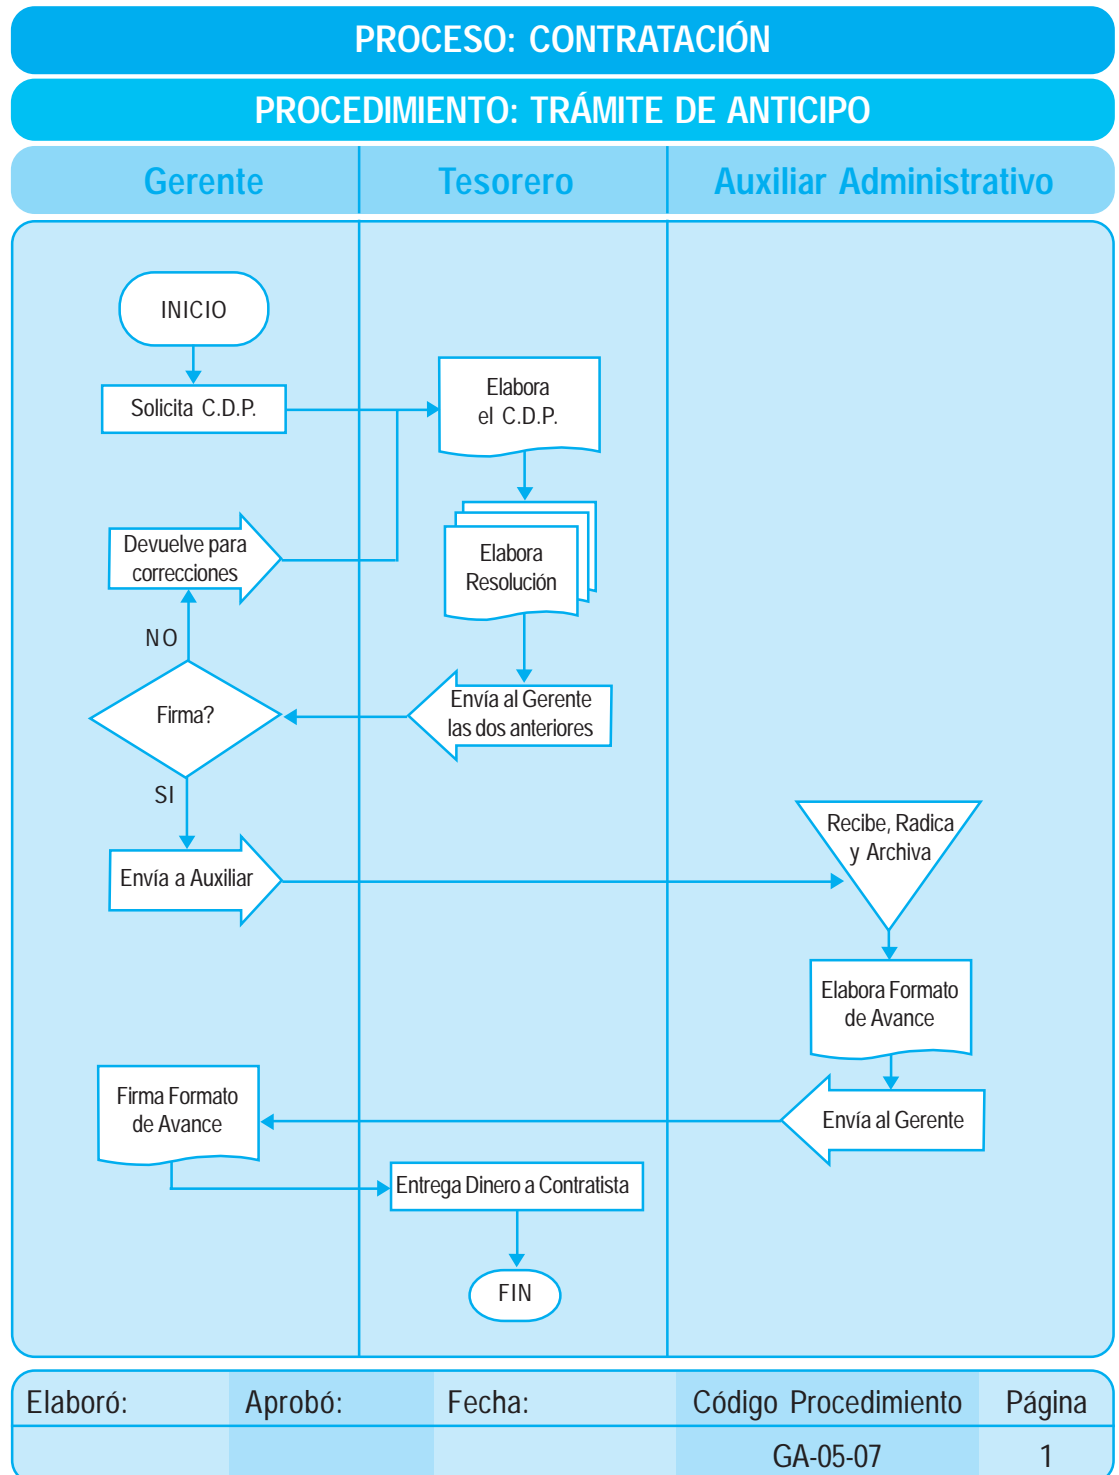 PROCESO: CONTRATACIÓN
PROCEDIMIENTO: TRÁMITE DE ANTICIPO
Gerente
Tesorero
Auxiliar Administrativo
INICIO
Solicita C.D.P.
Elabora
el C.D.P.
Elabora
Resolución
Devuelve para
correcciones
NO
Firma?
Envía al Gerente
las dos anteriores
SI
Envía a Auxiliar
Recibe, Radica
y Archiva
Elabora Formato
de Avance
Envía al Gerente
Firma Formato
de Avance
Entrega Dinero a Contratista
FIN
Elaboró:
Aprobó:
Fecha:
Código Procedimiento
Página
GA-05-07
1